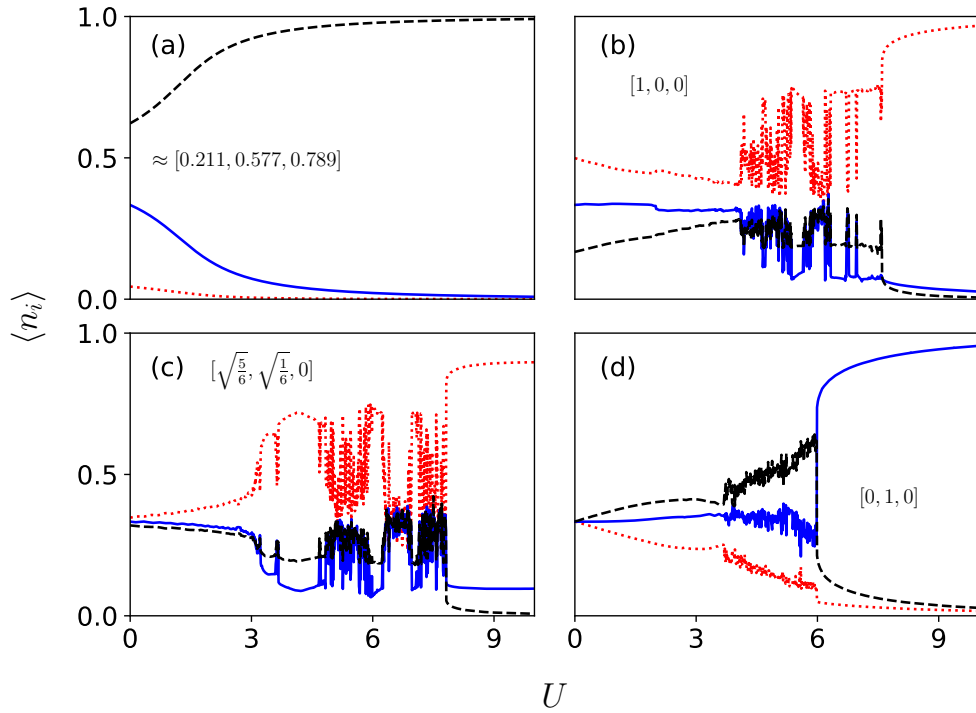 1.0
(a)
(b)
[1, 0, 0]
0.5
≈ [0.211, 0.577, 0.789]
0.0
⟨n_i⟩
1.0
(c)
[√5/6, √1/6, 0]
(d)
0.5
[0, 1, 0]
0.0
0 3 6 9 0 3 6 9
U